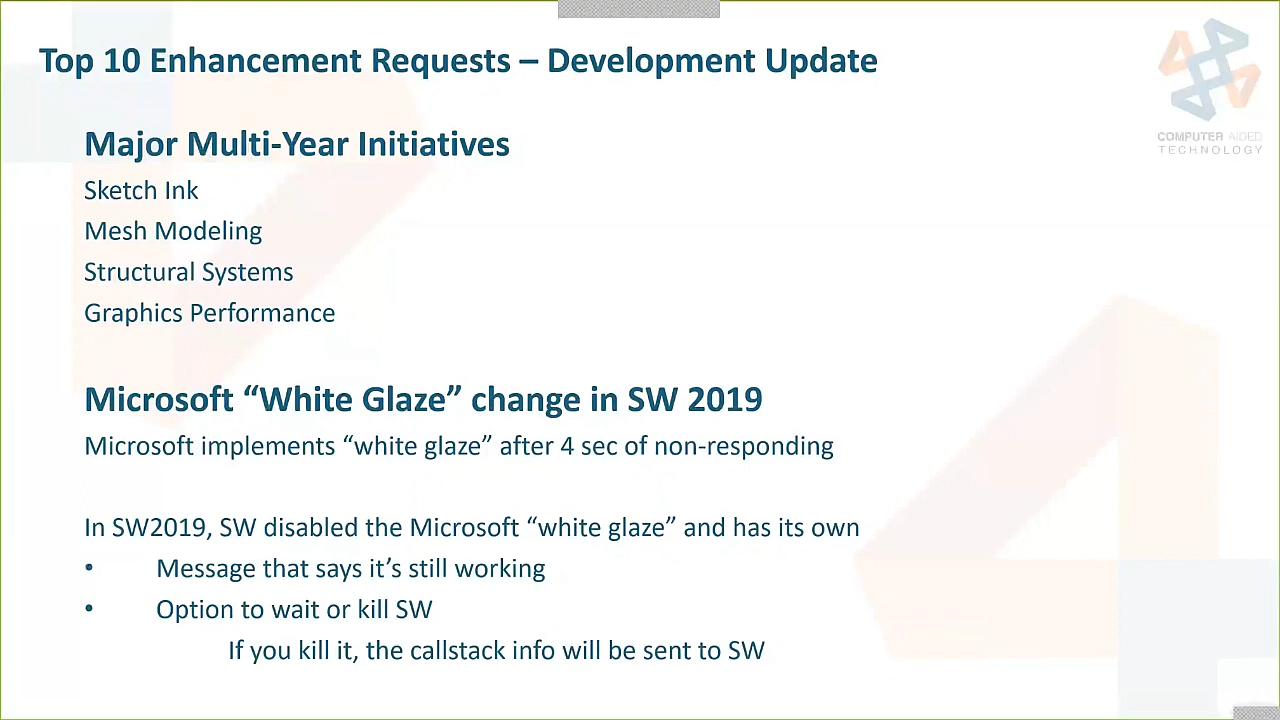 Top 10 Enhancement Requests – Development Update
COMPUTER AIDED
TECHNOLOGY
Major Multi-Year Initiatives
Sketch Ink
Mesh Modeling
Structural Systems
Graphics Performance
Microsoft “White Glaze” change in SW 2019
Microsoft implements “white glaze” after 4 sec of non-responding
In SW2019, SW disabled the Microsoft “white glaze” and has its own
• Message that says it’s still working
• Option to wait or kill SW
If you kill it, the callstack info will be sent to SW